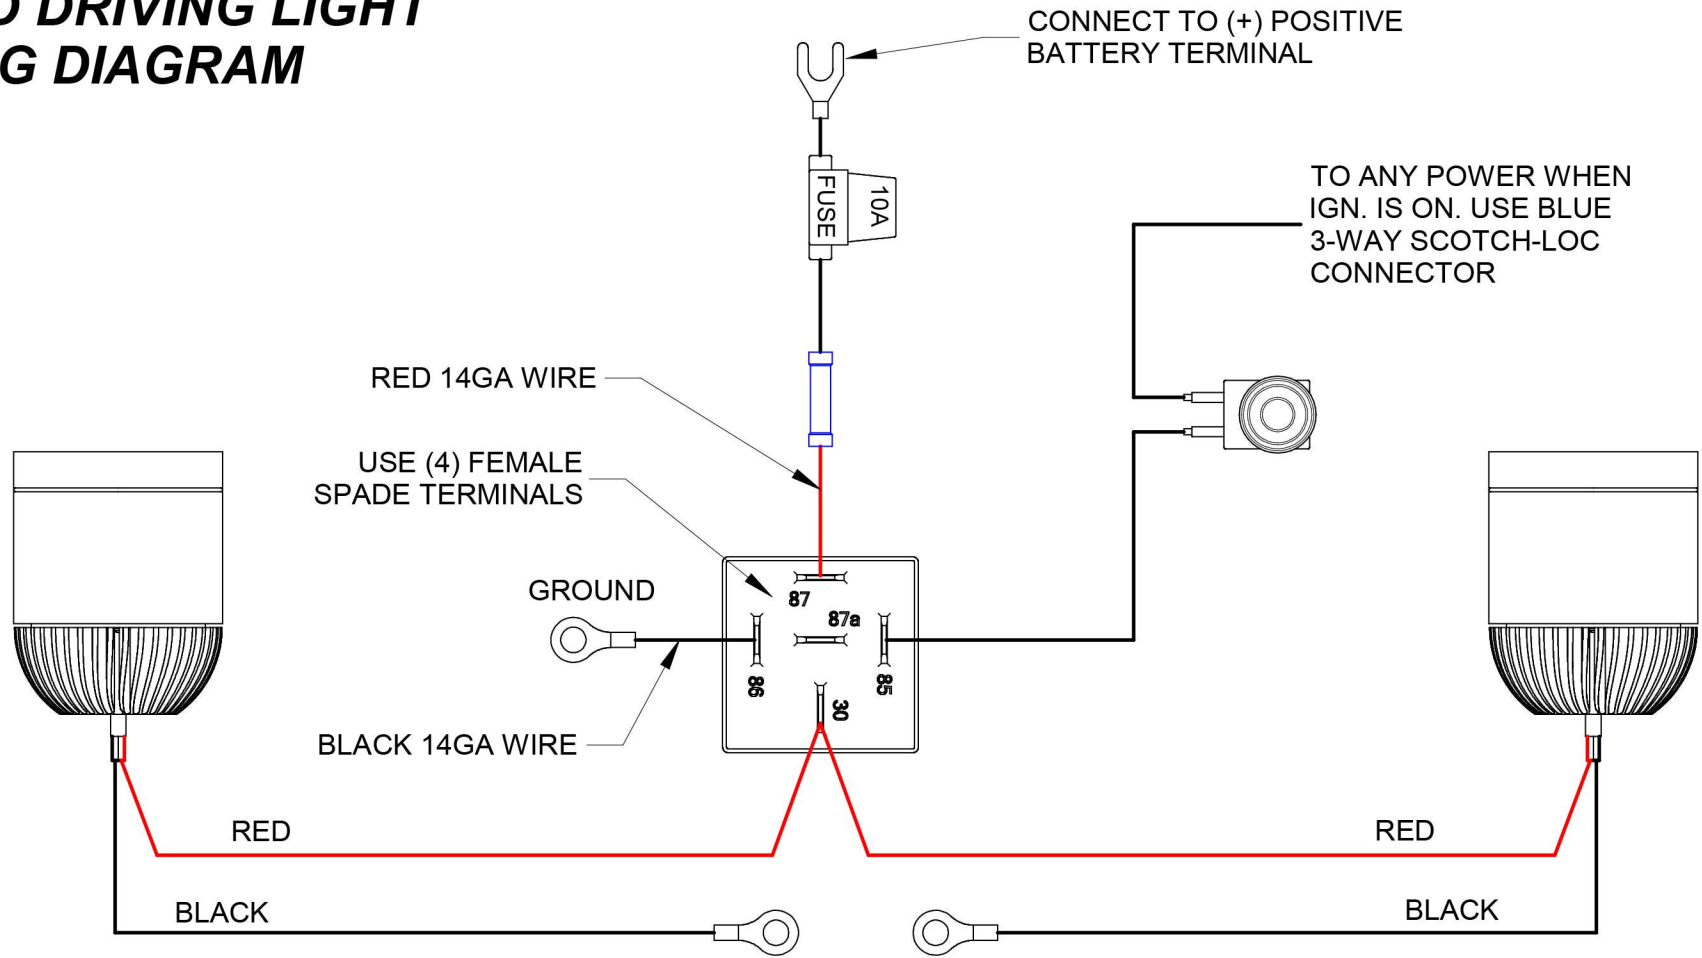 DRIVING LIGHT
G DIAGRAM
CONNECT TO (+) POSITIVE
BATTERY TERMINAL
FUSE
10A
TO ANY POWER WHEN
IGN. IS ON. USE BLUE
3-WAY SCOTCH-LOC
CONNECTOR
RED 14GA WIRE
USE (4) FEMALE
SPADE TERMINALS
GROUND
87
87a
86
85
30
BLACK 14GA WIRE
RED
RED
BLACK
BLACK